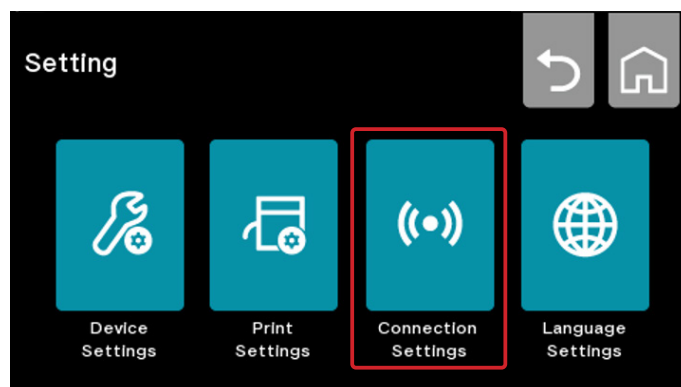 Setting
Device
Settings
Print
Settings
Connection
Settings
Language
Settings